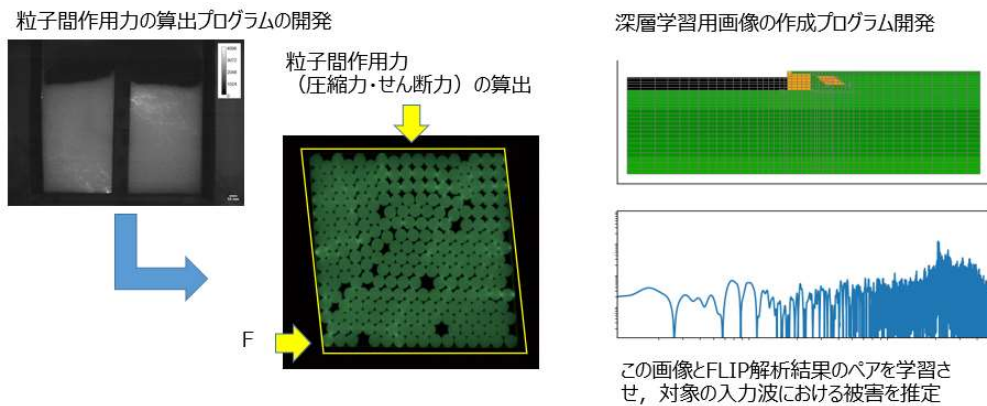 粒子間作用力の算出プログラムの開発
粒子間作用力
（圧縮力・せん断力）の算出
F
深層学習用画像の作成プログラム開発
この画像とFLIP解析結果のペアを学習さ
せ，対象の入力波における被害を推定